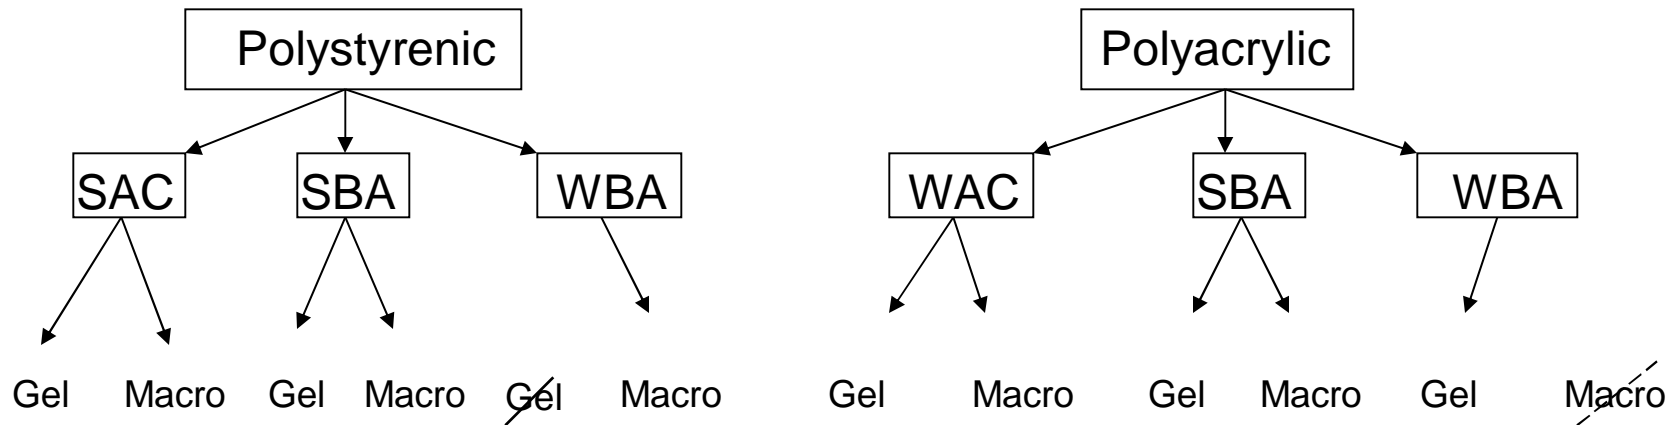 Polystyrenic Polyacrylic
SAC SBA WBA WAC SBA WBA
Gel Macro Gel Macro Gel Macro Gel Macro Gel Macro Gel Macro